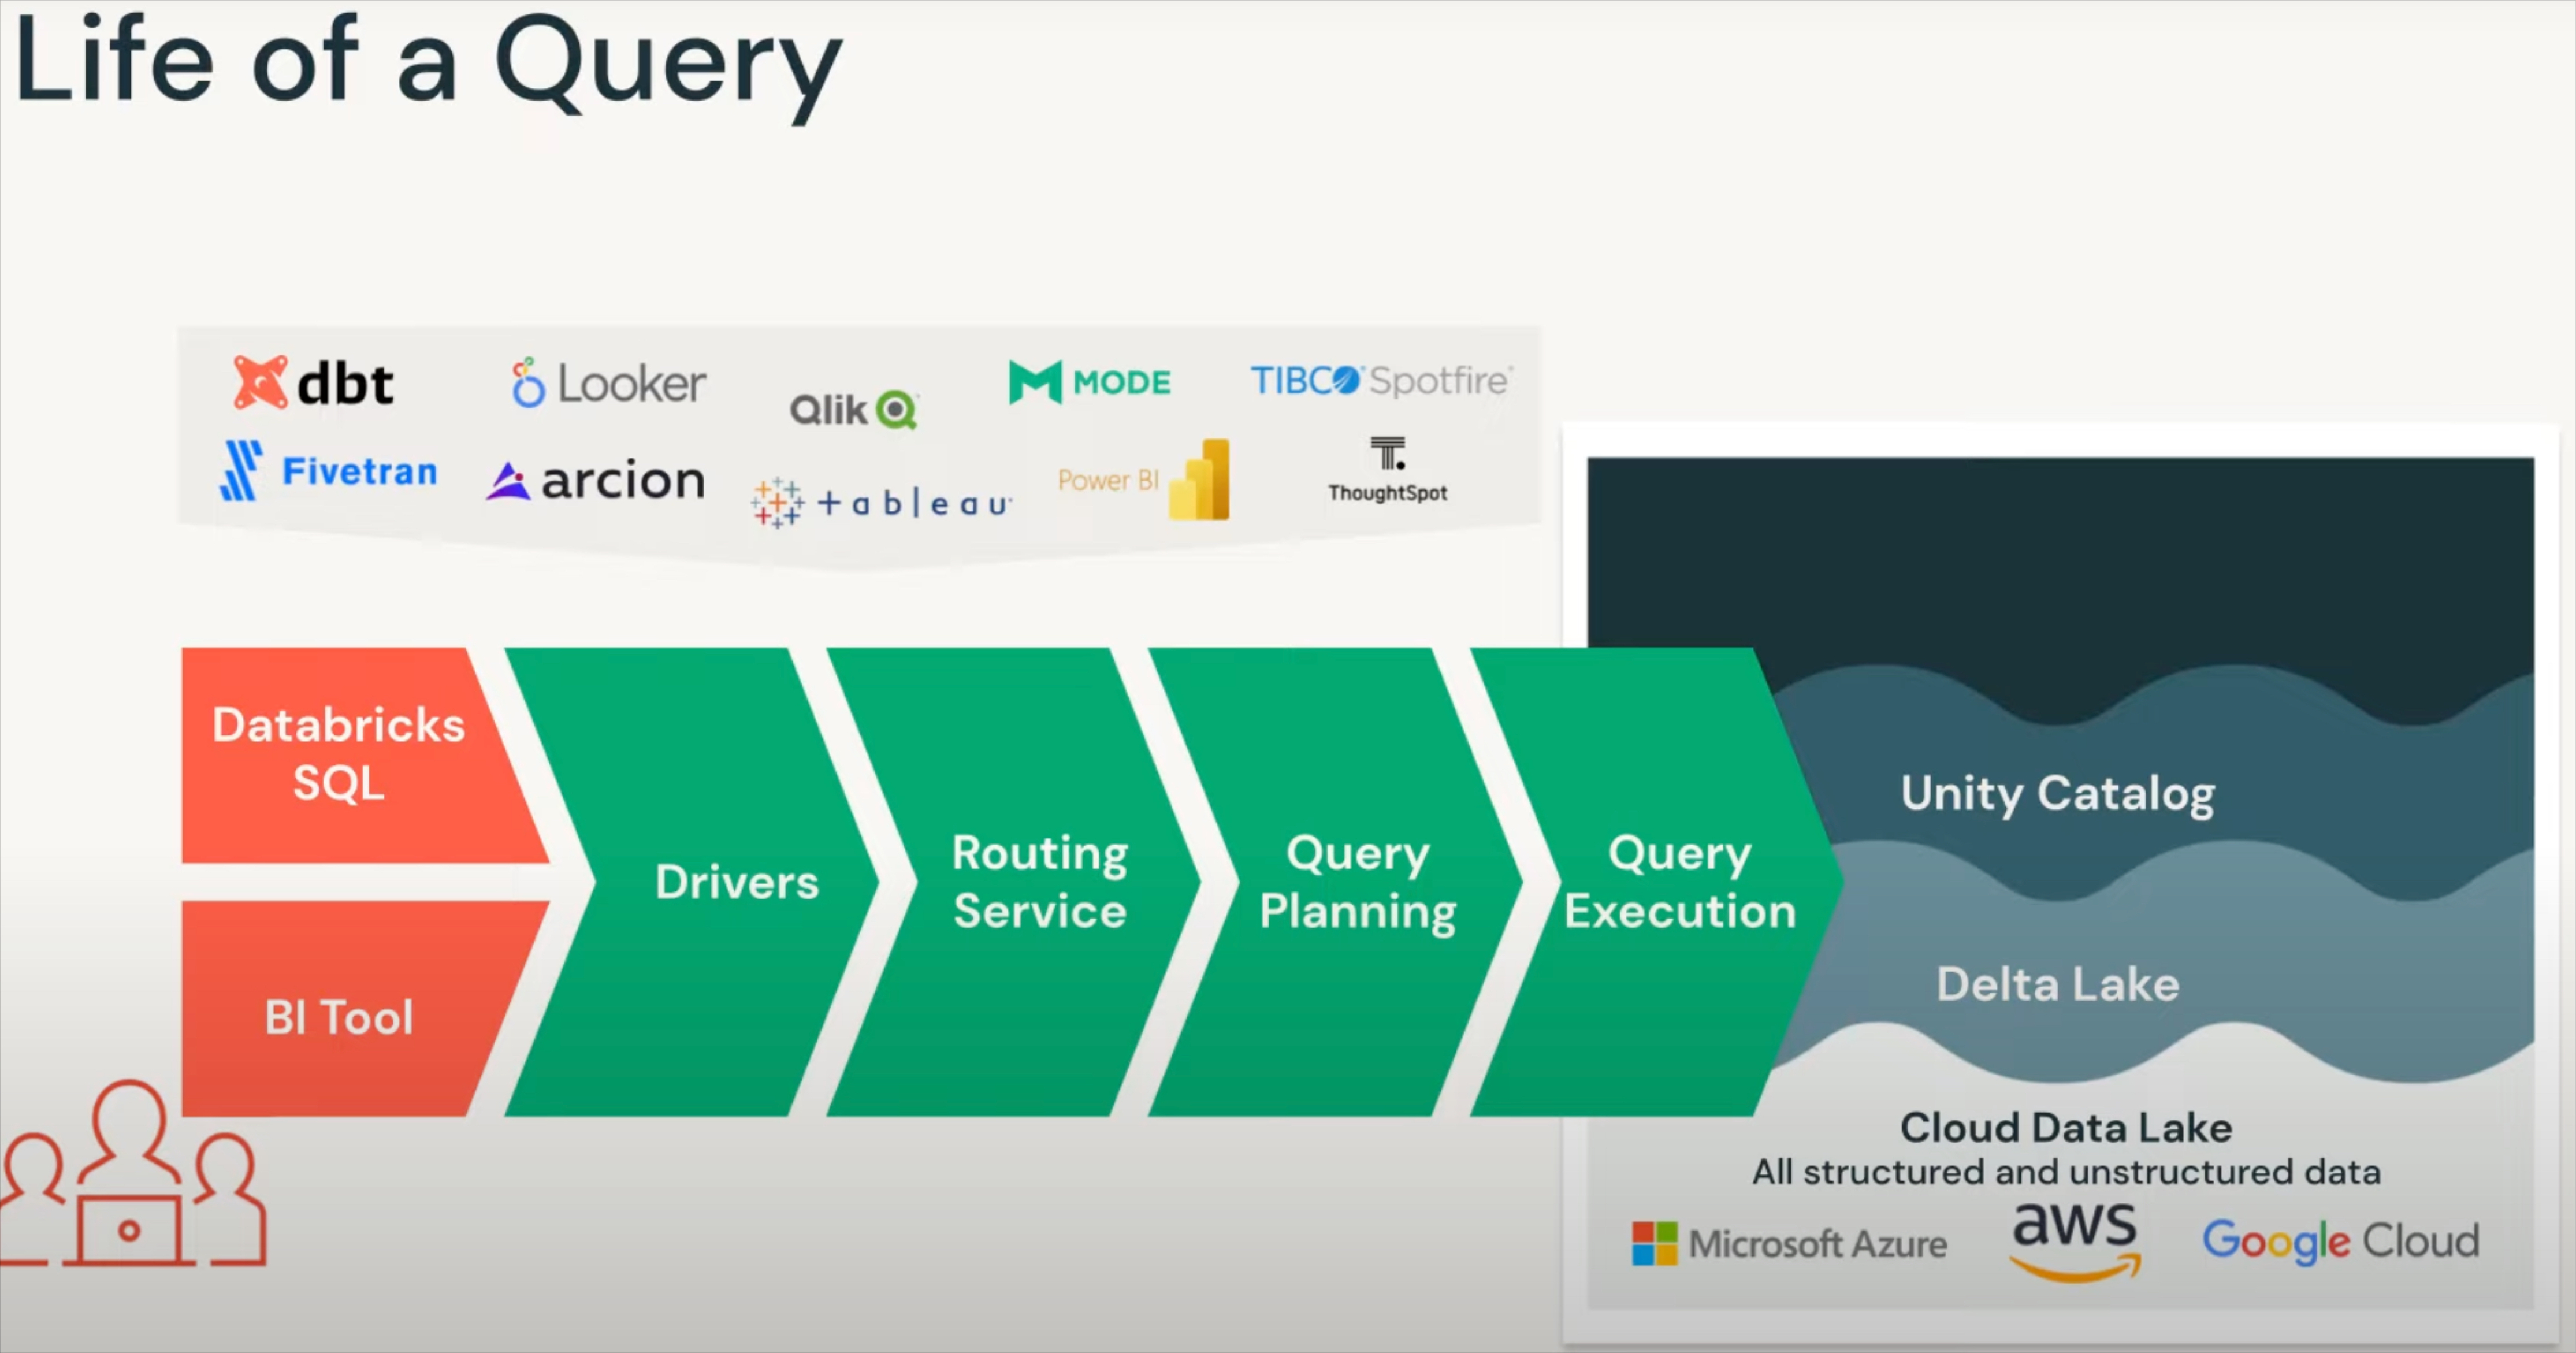 Life of a Query
dbt
Looker
Qlik
MODE
TIBCO Spotfire
Fivetran
arcion
+ableau
Power BI
ThoughtSpot
Databricks
SQL
BI Tool
Drivers
Routing
Service
Query
Planning
Query
Execution
Unity Catalog
Delta Lake
Cloud Data Lake
All structured and unstructured data
Microsoft Azure
aws
Google Cloud